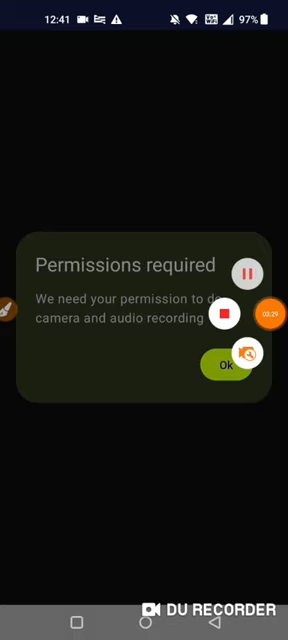 12:41
97%
Permissions required
We need your permission to do
camera and audio recording
03:29
Ok
DU RECORDER